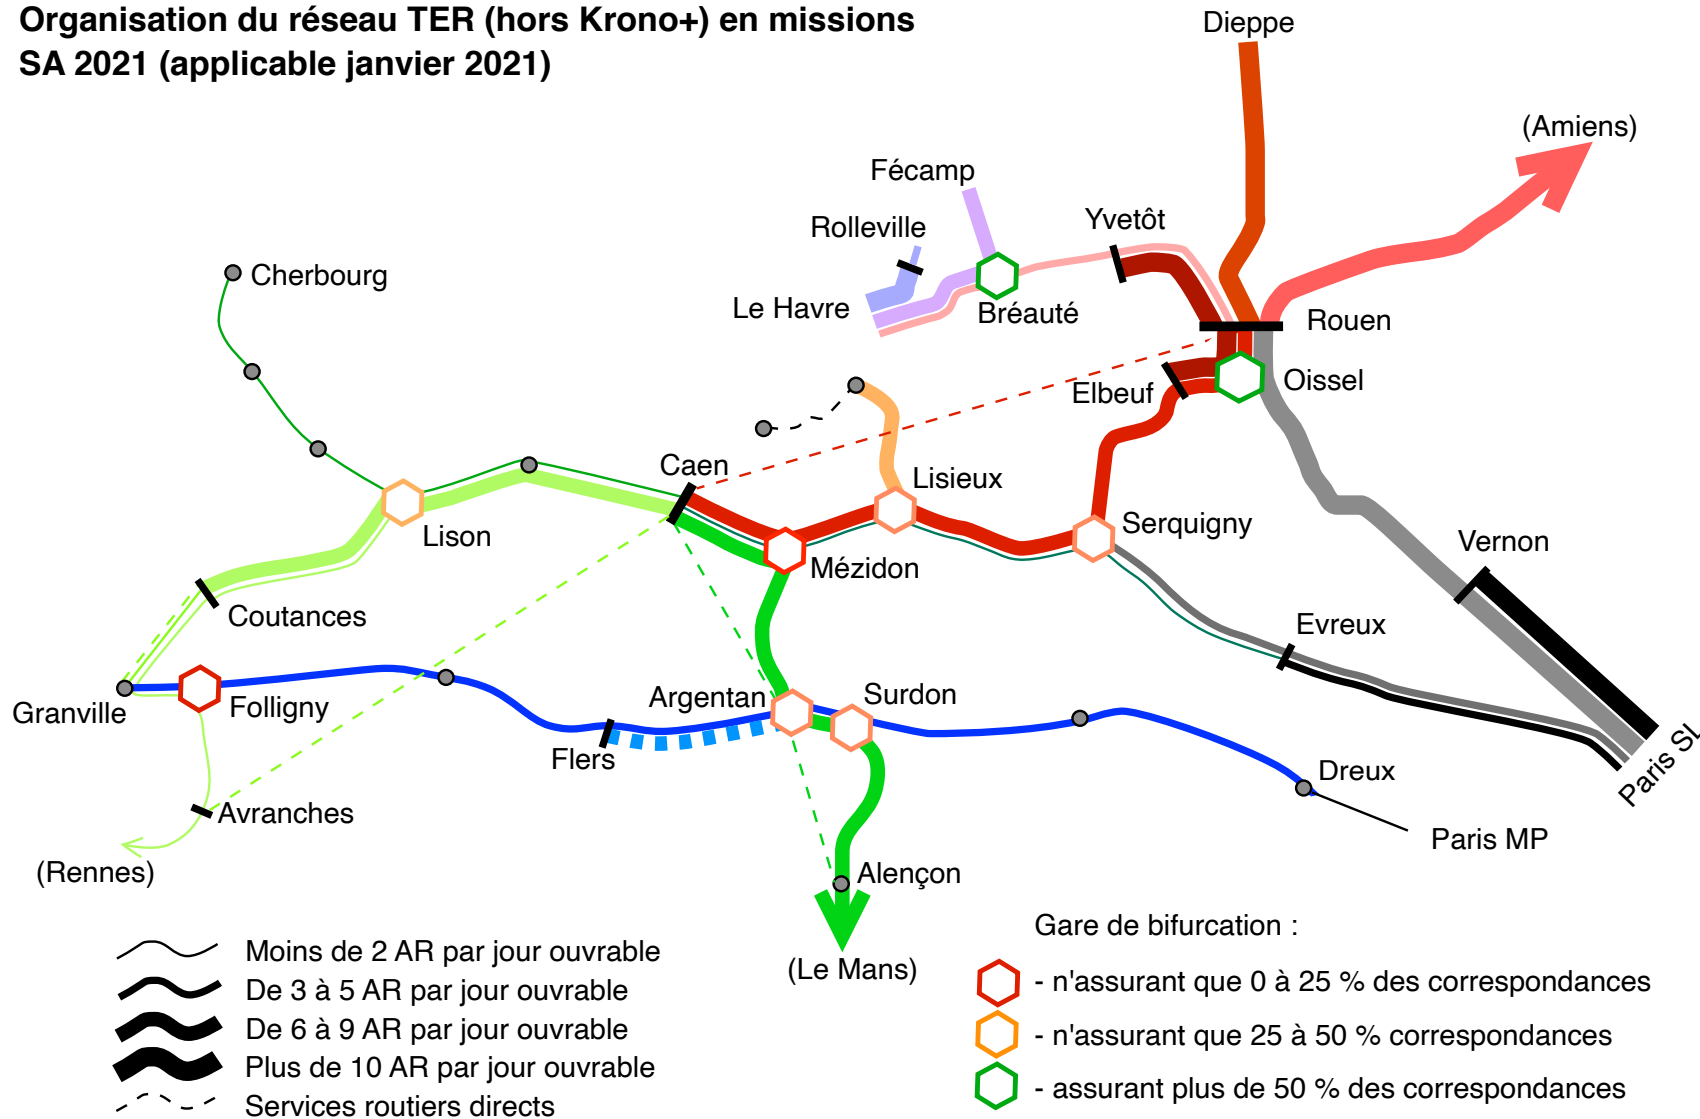 Organisation du réseau TER (hors Krono+) en missions
SA 2021 (applicable janvier 2021)
Dieppe
(Amiens)
Fécamp
Rolleville
Yvetôt
Cherbourg
Le Havre
Bréauté
Rouen
Oissel
Elbeuf
Caen
Lisieux
Lison
Serquigny
Vernon
Mézidon
Coutances
Evreux
Granville
Folligny
Argentan
Surdon
Flers
Dreux
Paris SL
Avranches
Paris MP
(Rennes)
Alençon
(Le Mans)
Moins de 2 AR par jour ouvrable
De 3 à 5 AR par jour ouvrable
De 6 à 9 AR par jour ouvrable
Plus de 10 AR par jour ouvrable
Services routiers directs
Gare de bifurcation :
- n'assurant que 0 à 25 % des correspondances
- n'assurant que 25 à 50 % correspondances
- assurant plus de 50 % des correspondances